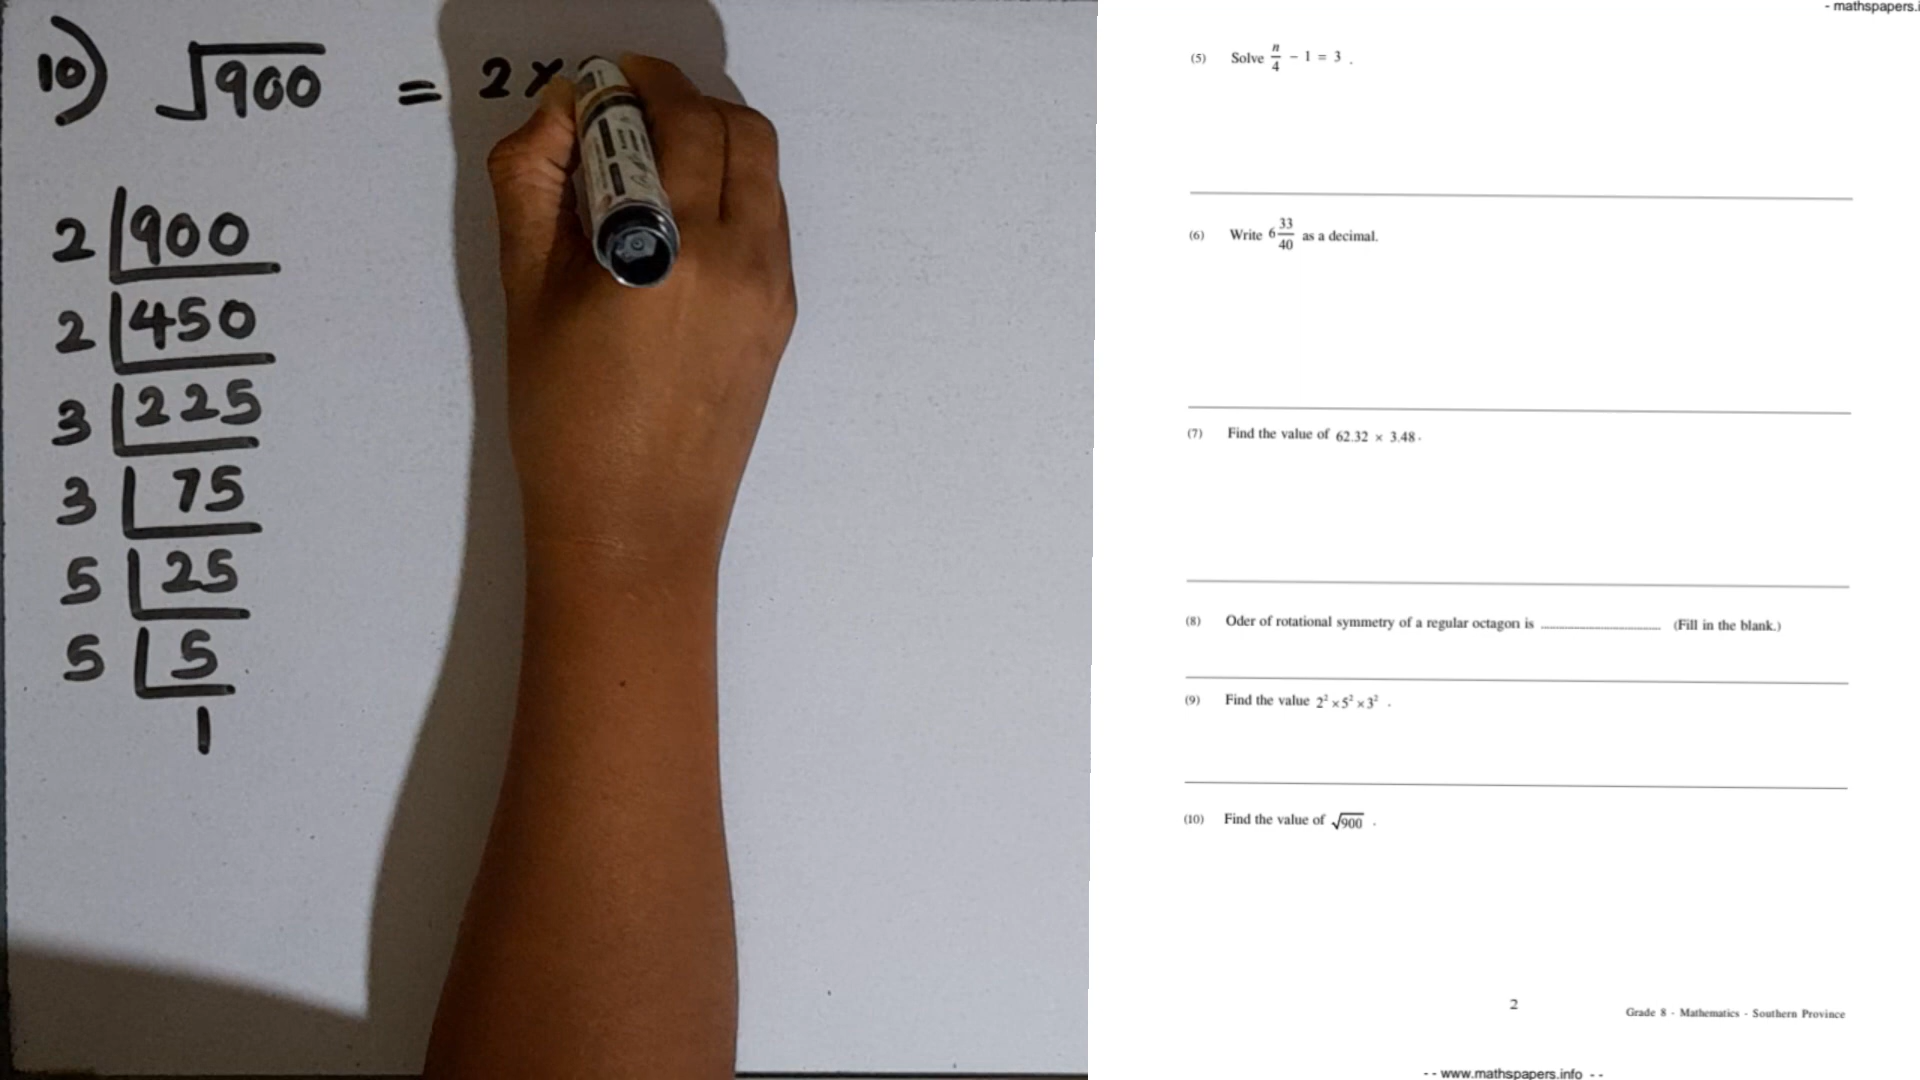 10) √900 = 2 ×
2 900
2 450
3 225
3 75
5 25
5 5
1
- mathspapers.i
(5) Solve n/4 - 1 = 3 .
(6) Write 6 33/40 as a decimal.
(7) Find the value of 62.32 × 3.48 .
(8) Oder of rotational symmetry of a regular octagon is .............................. (Fill in the blank.)
(9) Find the value 2² × 5² × 3² .
(10) Find the value of √900 .
2
Grade 8 - Mathematics - Southern Province
- - www.mathspapers.info - -